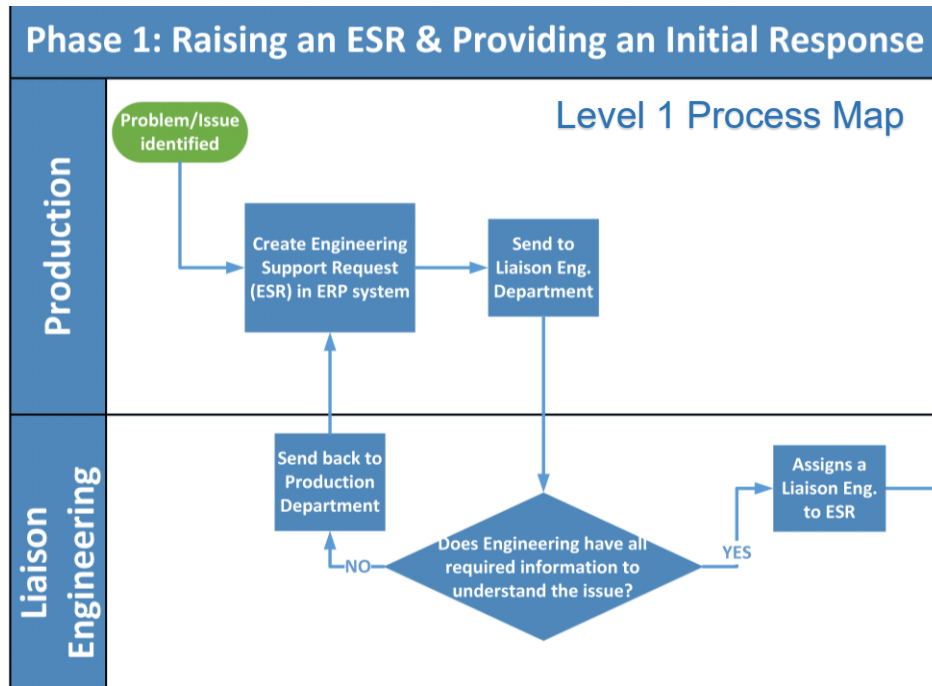 Phase 1: Raising an ESR & Providing an Initial Response
Level 1 Process Map
Production
Problem/Issue
identified
Create Engineering
Support Request
(ESR) in ERP system
Send to
Liaison Eng.
Department
Liaison
Engineering
Send back to
Production
Department
Does Engineering have all
required information to
understand the issue?
NO
YES
Assigns a
Liaison Eng.
to ESR